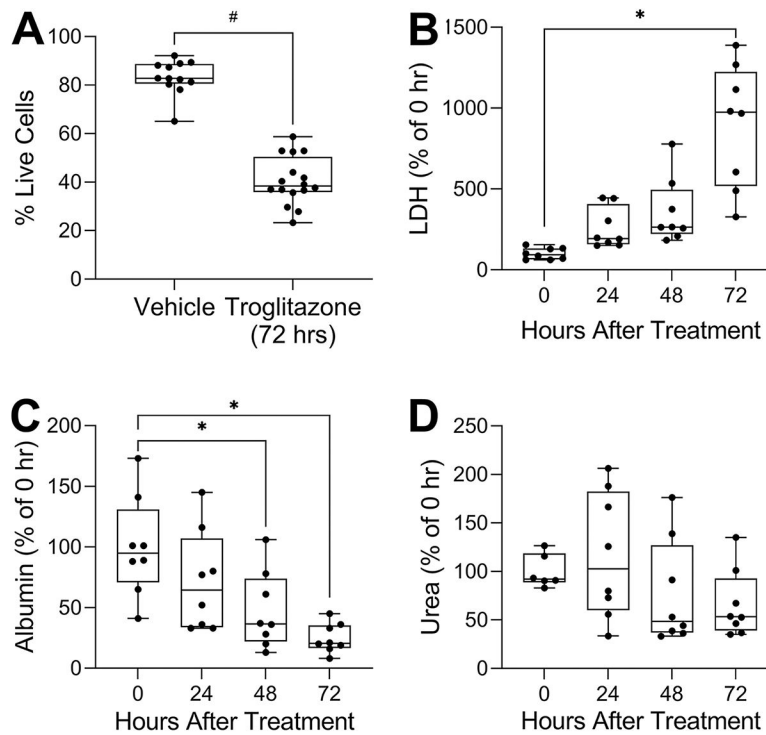 A
% Live Cells
100
80
60
40
20
0
#
Vehicle Troglitazone
(72 hrs)
B
LDH (% of 0 hr)
1500
1000
500
0
*
0 24 48 72
Hours After Treatment
C
Albumin (% of 0 hr)
200
150
100
50
0
*
*
0 24 48 72
Hours After Treatment
D
Urea (% of 0 hr)
250
200
150
100
50
0
0 24 48 72
Hours After Treatment